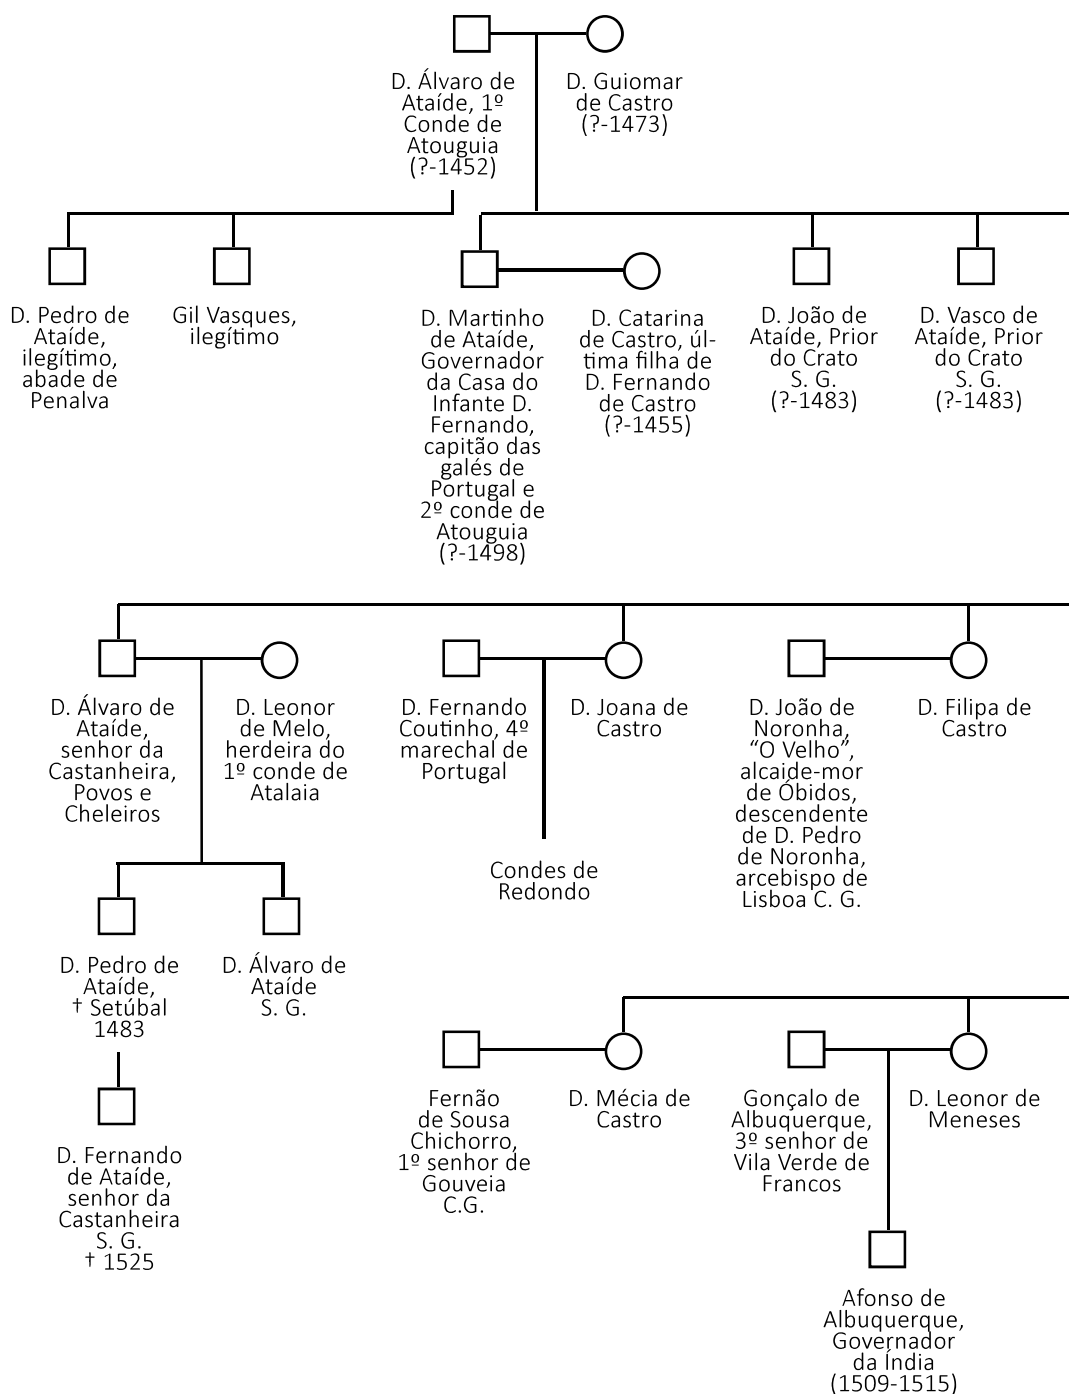 D. Álvaro de
Ataíde, 1º
Conde de
Atouguia
(?-1452)
D. Guiomar
de Castro
(?-1473)
D. Pedro de
Ataíde,
ilegítimo,
abade de
Penalva
Gil Vasques,
ilegítimo
D. Martinho
de Ataíde,
Governador
da Casa do
Infante D.
Fernando,
capitão das
galés de
Portugal e
2º conde de
Atouguia
(?-1498)
D. Catarina
de Castro, úl-
tima filha de
D. Fernando
de Castro
(?-1455)
D. João de
Ataíde, Prior
do Crato
S. G.
(?-1483)
D. Vasco de
Ataíde, Prior
do Crato
S. G.
(?-1483)
D. Álvaro de
Ataíde,
senhor da
Castanheira,
Povos e
Cheleiros
D. Leonor
de Melo,
herdeira do
1º conde de
Atalaia
D. Fernando
Coutinho, 4º
marechal de
Portugal
D. Joana de
Castro
D. João de
Noronha,
“O Velho”,
alcaide-mor
de Óbidos,
descendente
de D. Pedro
de Noronha,
arcebispo de
Lisboa C. G.
D. Filipa de
Castro
Condes de
Redondo
D. Pedro de
Ataíde,
† Setúbal
1483
D. Álvaro de
Ataíde
S. G.
D. Fernando
de Ataíde,
senhor da
Castanheira
S. G.
† 1525
Fernão
de Sousa
Chichorro,
1º senhor de
Gouveia
C.G.
D. Mécia de
Castro
Gonçalo de
Albuquerque,
3º senhor de
Vila Verde de
Francos
D. Leonor de
Meneses
Afonso de
Albuquerque,
Governador
da Índia
(1509-1515)